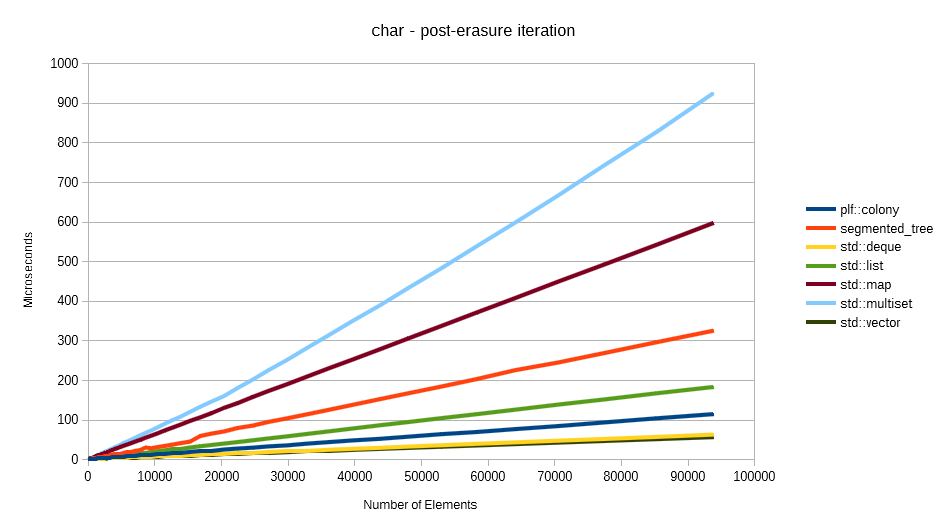 char - post-erasure iteration
1000
900
800
700
600
500
400
300
200
100
0
Microseconds
0 10000 20000 30000 40000 50000 60000 70000 80000 90000 100000
Number of Elements
plf::colony
segmented_tree
std::deque
std::list
std::map
std::multiset
std::vector